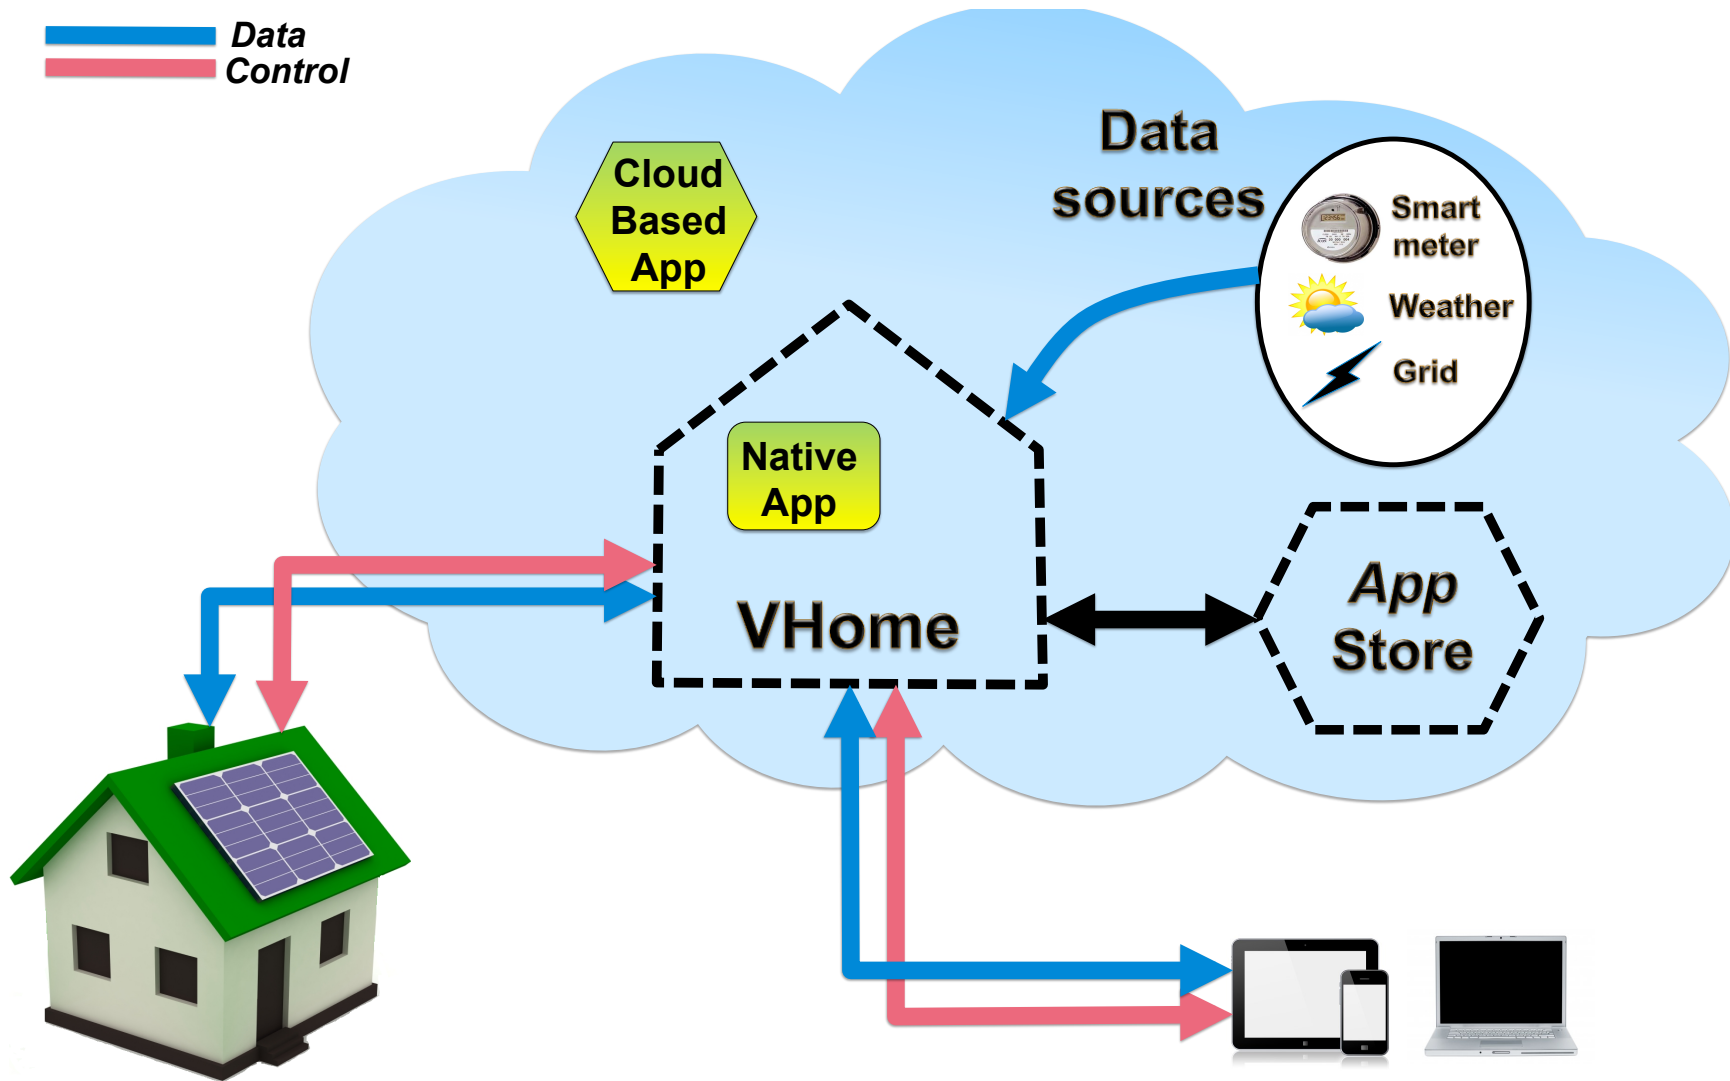 Data
Control
Cloud
Based
App
Data
sources
Smart
meter
Weather
Grid
Native
App
VHome
App
Store